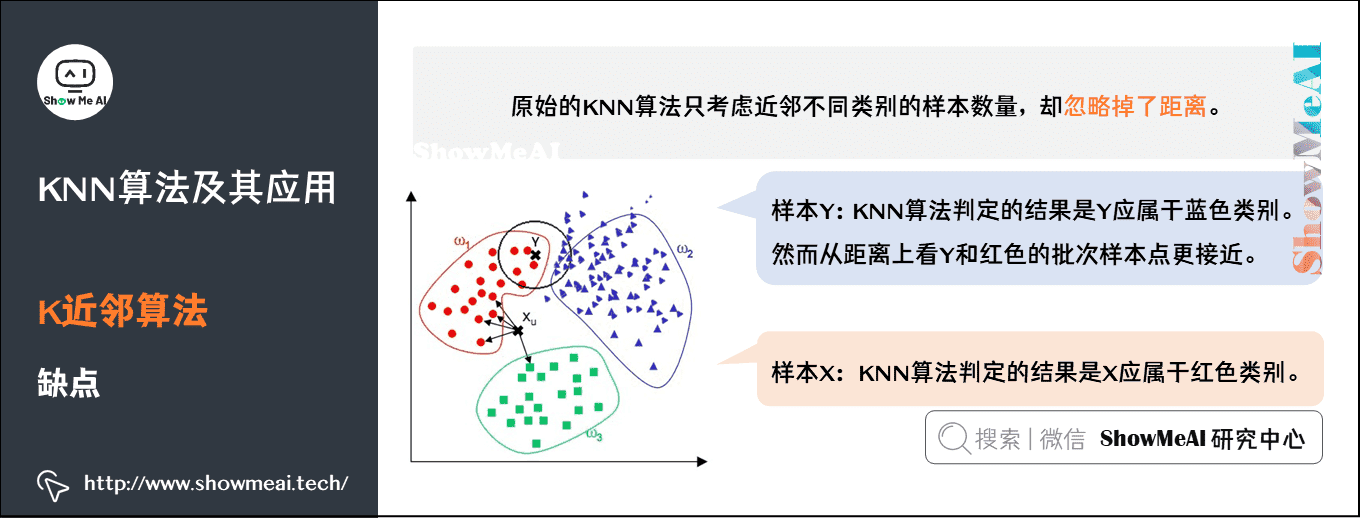 Show Me AI
KNN算法及其应用
K近邻算法
缺点
http://www.showmeai.tech/
原始的KNN算法只考虑近邻不同类别的样本数量，却忽略掉了距离。
ShowMeAI
ShowMeAI
样本Y: KNN算法判定的结果是Y应属于蓝色类别。
然而从距离上看Y和红色的批次样本点更接近。
样本X： KNN算法判定的结果是X应属于红色类别。
ω1
Y
ω2
Xu
ω3
搜索 | 微信 ShowMeAI 研究中心